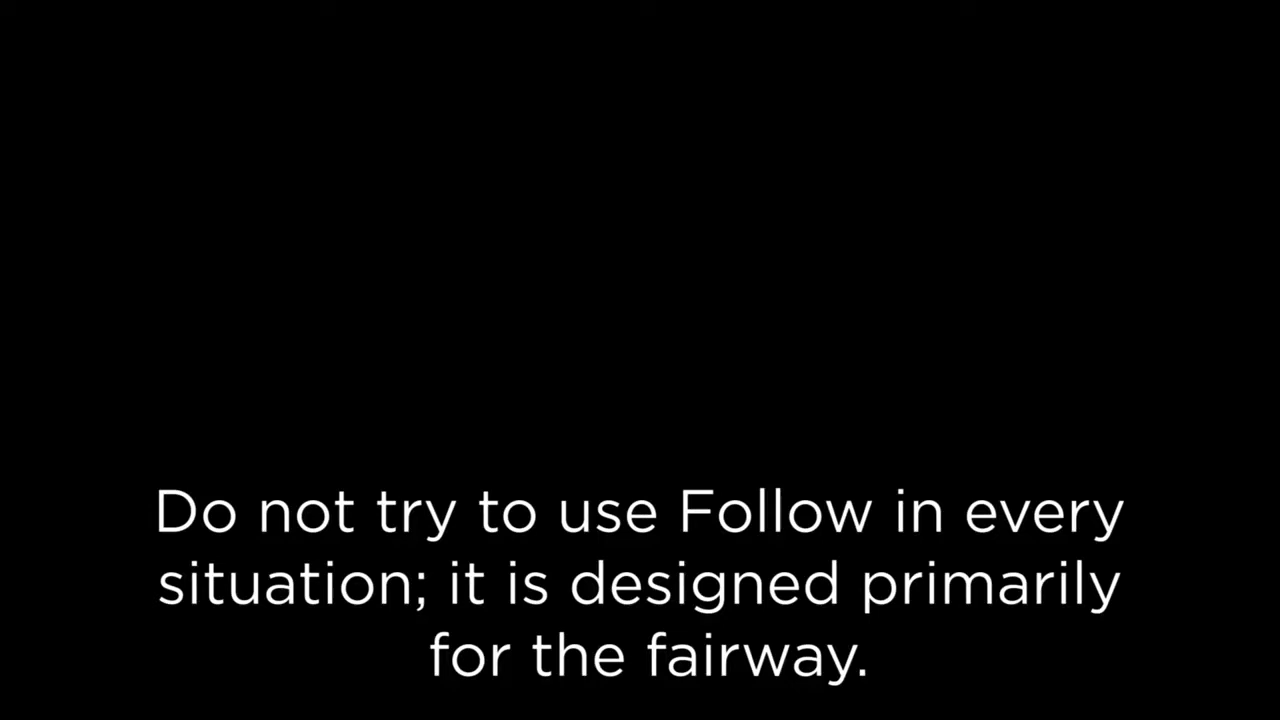 Do not try to use Follow in every
situation; it is designed primarily
for the fairway.